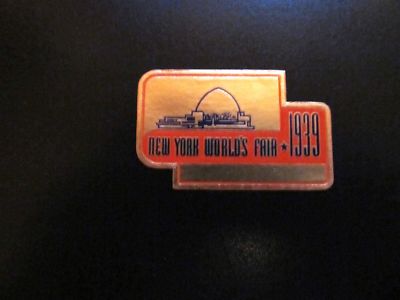 NEW YORK WORLD'S FAIR ★ 1939